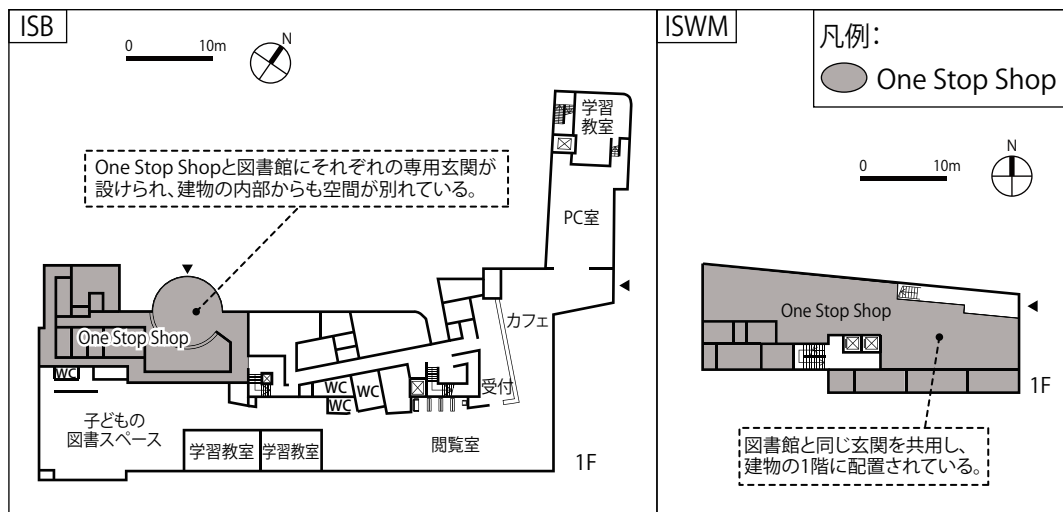 ISB
0 10m
N
One Stop Shopと図書館にそれぞれの専用玄関が
設けられ、建物の内部からも空間が別れている。
学習
教室
PC室
One Stop Shop
カフェ
WC
WC
WC
WC
受付
子どもの
図書スペース
学習教室
学習教室
閲覧室
1F
ISWM
凡例:
One Stop Shop
0 10m
N
One Stop Shop
1F
図書館と同じ玄関を共用し、
建物の1階に配置されている。